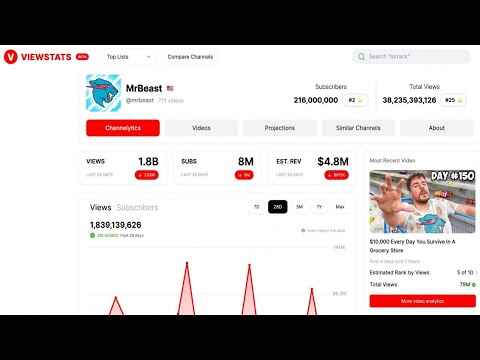 VIEWSTATS BETA
Top Lists
Compare Channels
Search "
MrBeast
@mrbeast 771 videos
Subscribers
216,000,000 #2
Total Views
38,235,393,126 #25
Channelytics
Videos
Projections
Similar Channels
About
VIEWS 1.8B
LAST 28 DAYS
SUBS 8M
LAST 28 DAYS
EST. REV $4.8M
LAST 28 DAYS
Views Subscribers
7D 28D 3M 1Y Max
1,839,139,626
Past 28 days
Most Recent Video
DAY #150
$10,000 Every Day You Survive In A
Grocery Store
Estimated Rank by Views 5 of 10
Total Views 79M
More video analytics